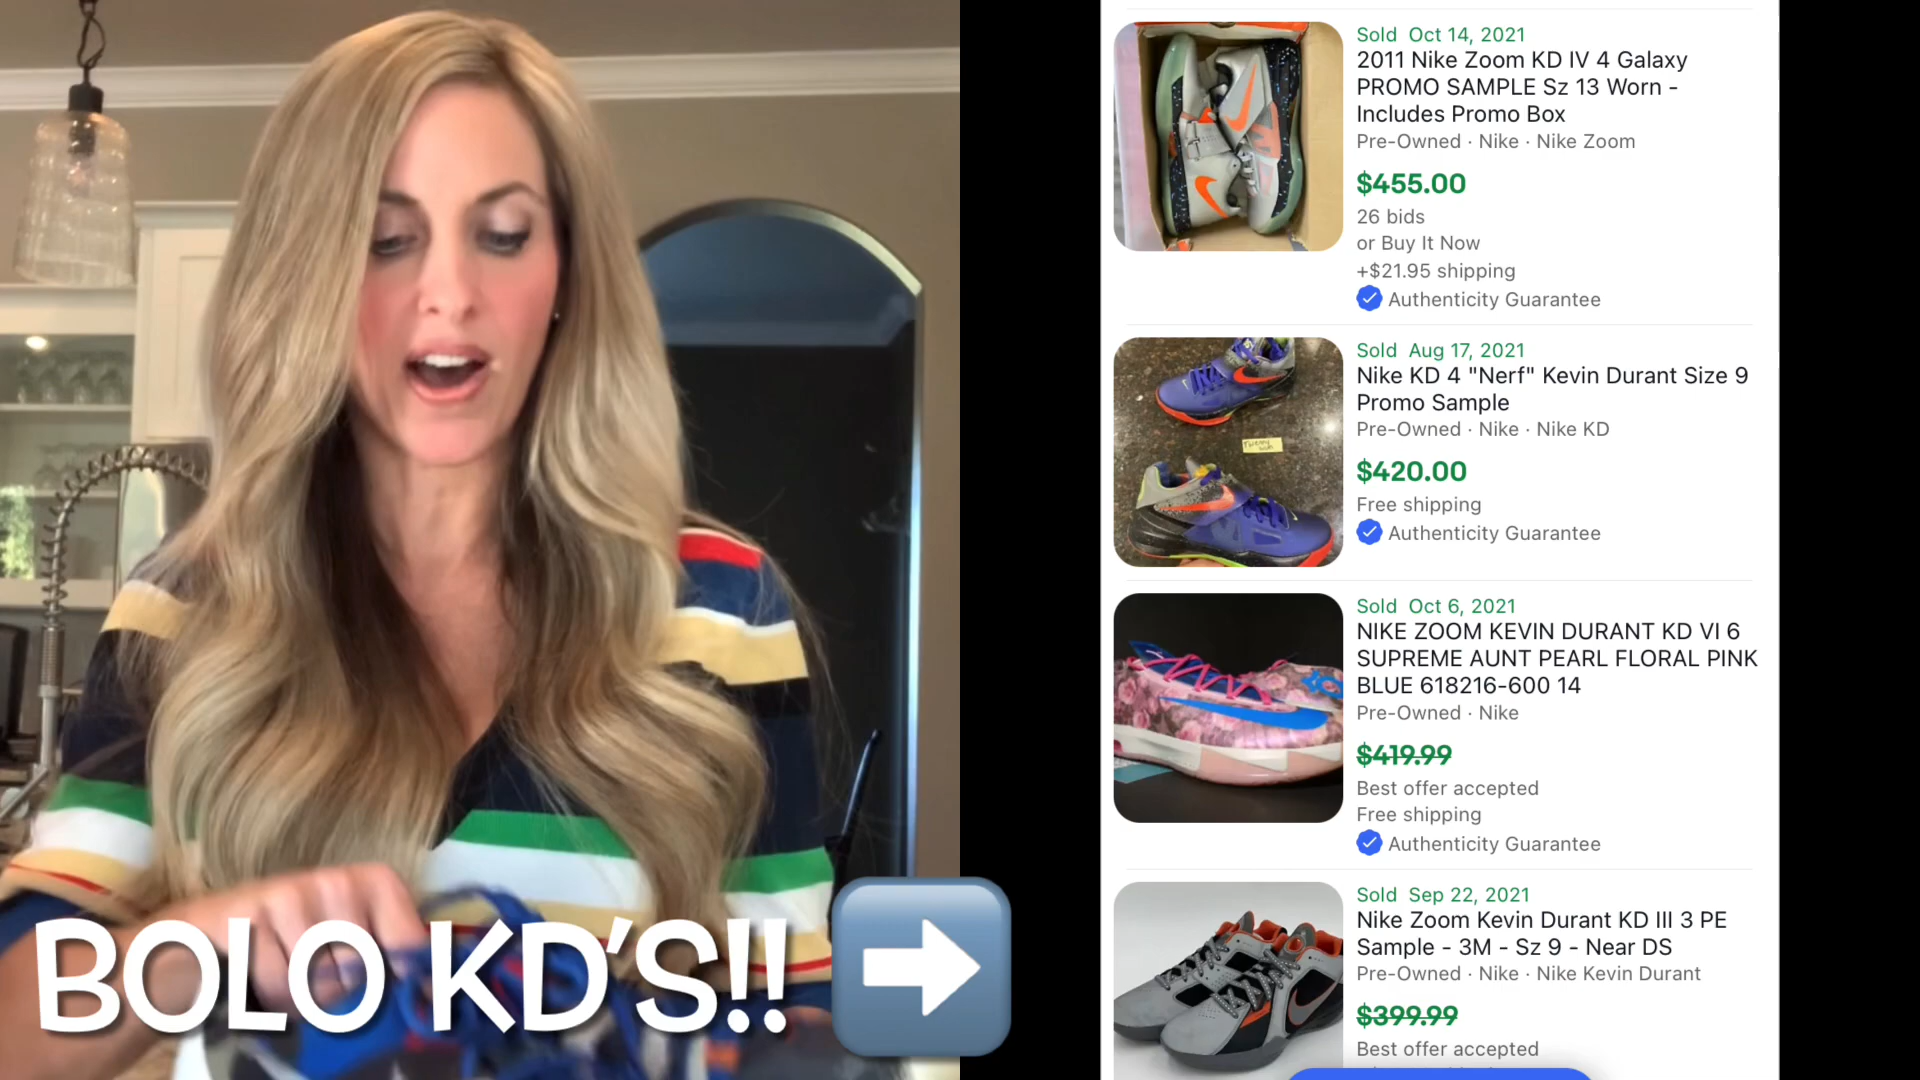 BOLO KD'S!!
Sold Oct 14, 2021
2011 Nike Zoom KD IV 4 Galaxy
PROMO SAMPLE Sz 13 Worn -
Includes Promo Box
Pre-Owned · Nike · Nike Zoom
$455.00
26 bids
or Buy It Now
+$21.95 shipping
Authenticity Guarantee
Sold Aug 17, 2021
Nike KD 4 "Nerf" Kevin Durant Size 9
Promo Sample
Pre-Owned · Nike · Nike KD
$420.00
Free shipping
Authenticity Guarantee
Sold Oct 6, 2021
NIKE ZOOM KEVIN DURANT KD VI 6
SUPREME AUNT PEARL FLORAL PINK
BLUE 618216-600 14
Pre-Owned · Nike
$419.99
Best offer accepted
Free shipping
Authenticity Guarantee
Sold Sep 22, 2021
Nike Zoom Kevin Durant KD III 3 PE
Sample - 3M - Sz 9 - Near DS
Pre-Owned · Nike · Nike Kevin Durant
$399.99
Best offer accepted